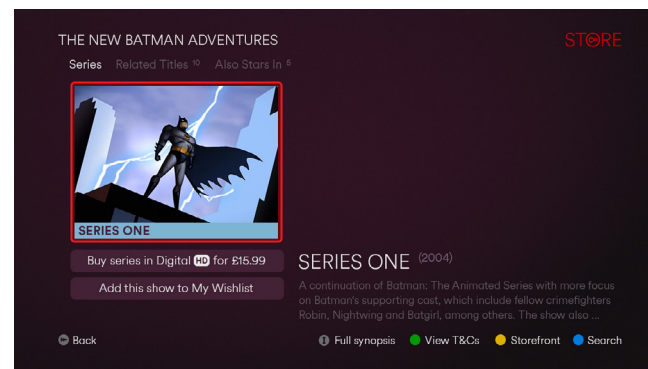 THE NEW BATMAN ADVENTURES
STORE
Series Related Titles 10 Also Stars In 6
SERIES ONE
Buy series in Digital HD for £15.99
Add this show to My Wishlist
SERIES ONE (2004)
A continuation of Batman: The Animated Series with more focus
on Batman's supporting cast, which include fellow crimefighters
Robin, Nightwing and Batgirl, among others. The show also ...
Back
i Full synopsis View T&Cs Storefront Search